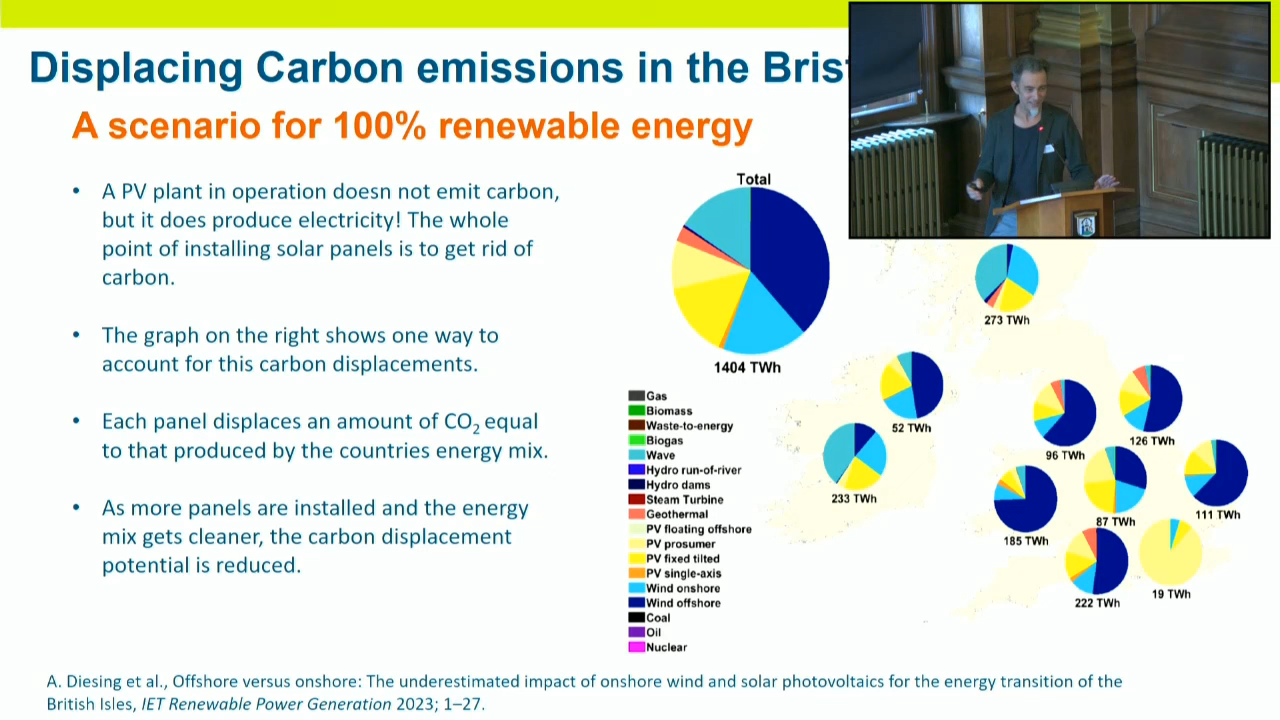 Displacing Carbon emissions in the Bris
A scenario for 100% renewable energy
• A PV plant in operation doesn not emit carbon,
but it does produce electricity! The whole
point of installing solar panels is to get rid of
carbon.
• The graph on the right shows one way to
account for this carbon displacements.
• Each panel displaces an amount of CO₂ equal
to that produced by the countries energy mix.
• As more panels are installed and the energy
mix gets cleaner, the carbon displacement
potential is reduced.
Total
1404 TWh
Gas
Biomass
Waste-to-energy
Biogas
Wave
Hydro run-of-river
Hydro dams
Steam Turbine
Geothermal
PV floating offshore
PV prosumer
PV fixed tilted
PV single-axis
Wind onshore
Wind offshore
Coal
Oil
Nuclear
273 TWh
52 TWh
233 TWh
96 TWh
126 TWh
185 TWh
87 TWh
111 TWh
222 TWh
19 TWh
A. Diesing et al., Offshore versus onshore: The underestimated impact of onshore wind and solar photovoltaics for the energy transition of the
British Isles, IET Renewable Power Generation 2023; 1–27.